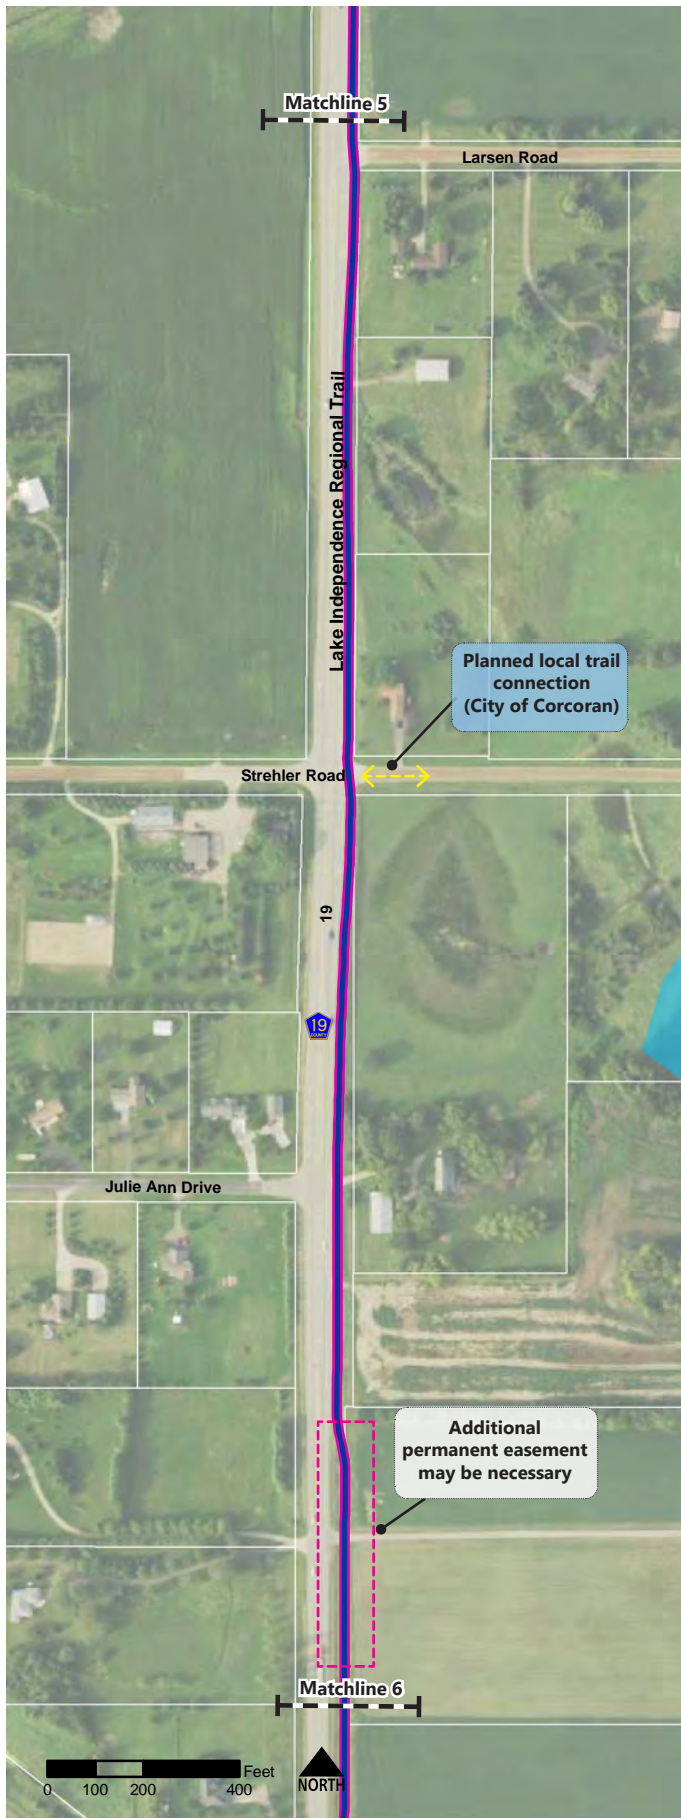 Matchline 5
Larsen Road
Lake Independence Regional Trail
Planned local trail
connection
(City of Corcoran)
Strehler Road
19
19
COUNTY
Julie Ann Drive
Additional
permanent easement
may be necessary
Matchline 6
Feet
0 100 200 400
NORTH